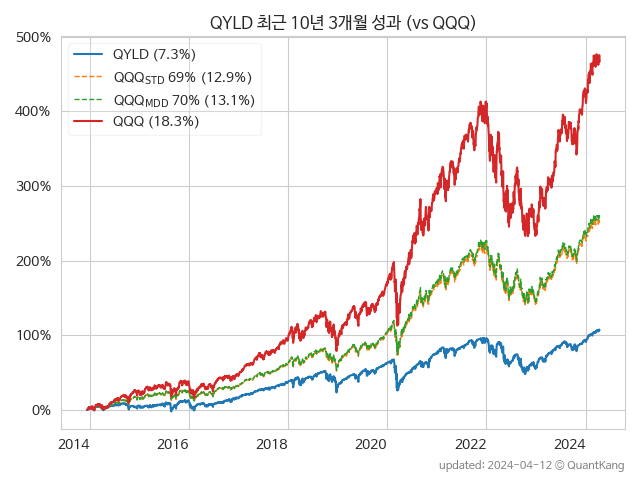 QYLD 최근 10년 3개월 성과 (vs QQQ)
500%
400%
300%
200%
100%
0%
QYLD (7.3%)
QQQSTD 69% (12.9%)
QQQMDD 70% (13.1%)
QQQ (18.3%)
2014 2016 2018 2020 2022 2024
updated: 2024-04-12 © QuantKang